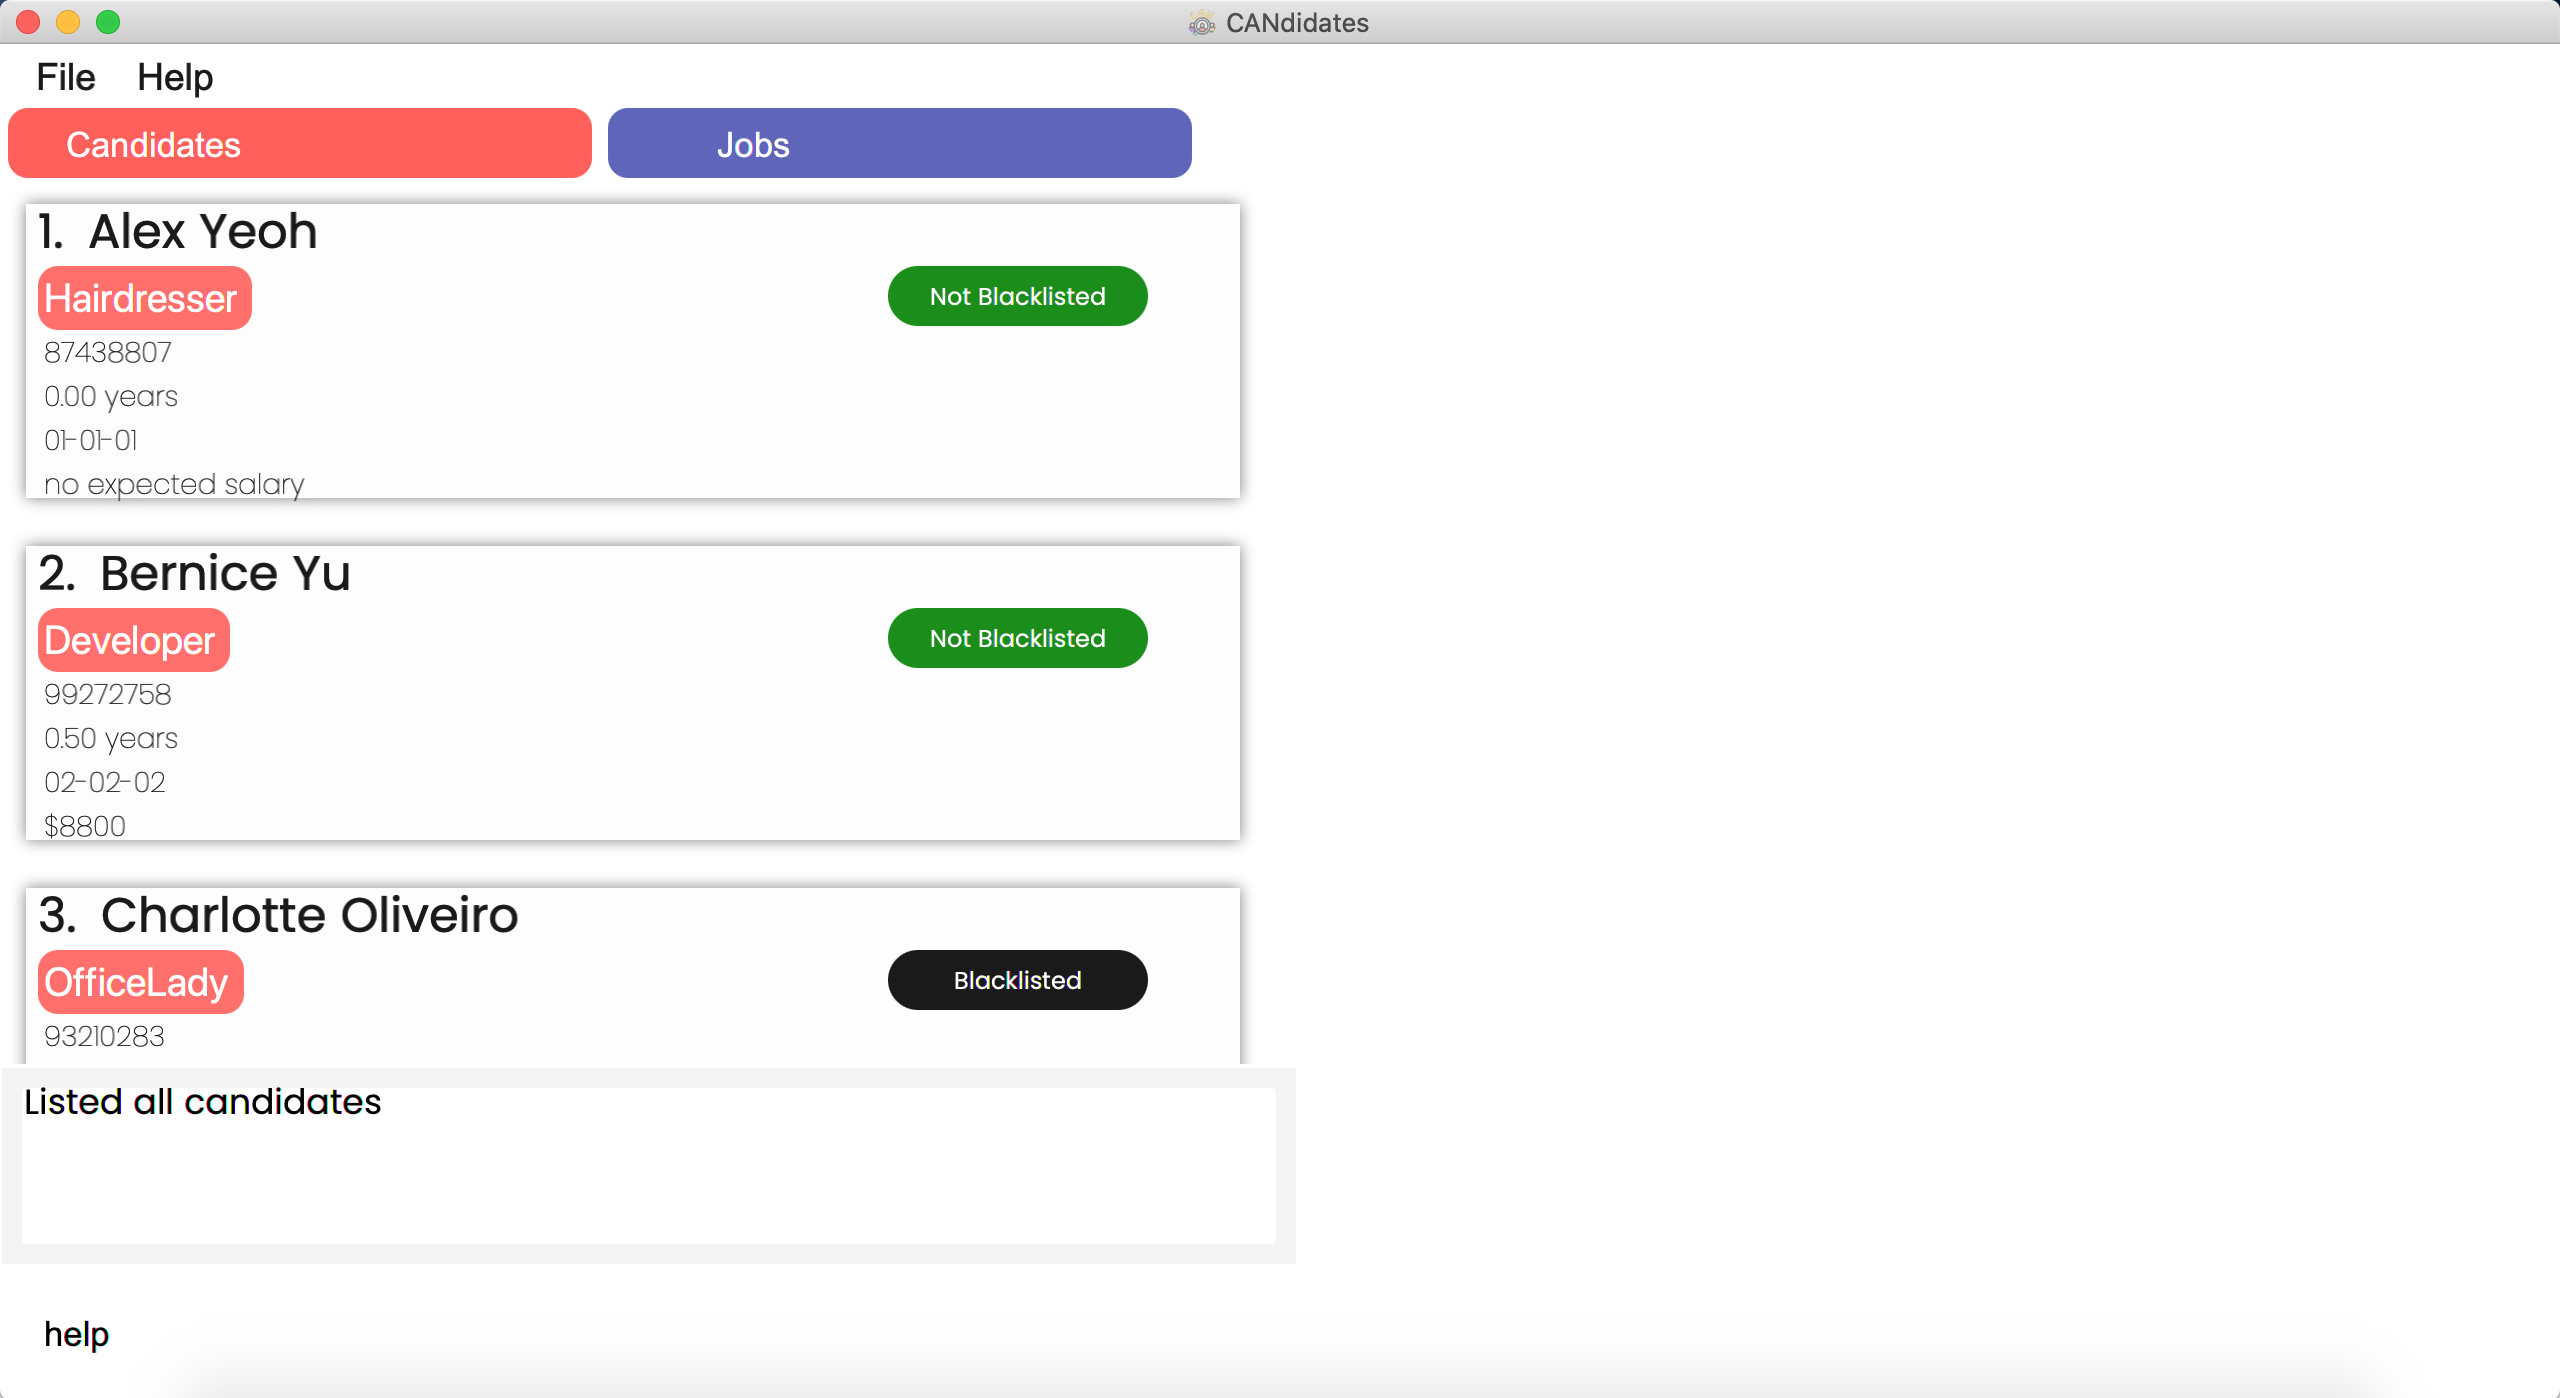 CANdidates
File Help
Candidates Jobs
1. Alex Yeoh
Hairdresser Not Blacklisted
87438807
0.00 years
01-01-01
no expected salary
2. Bernice Yu
Developer Not Blacklisted
99272758
0.50 years
02-02-02
$8800
3. Charlotte Oliveiro
OfficeLady Blacklisted
93210283
Listed all candidates
help